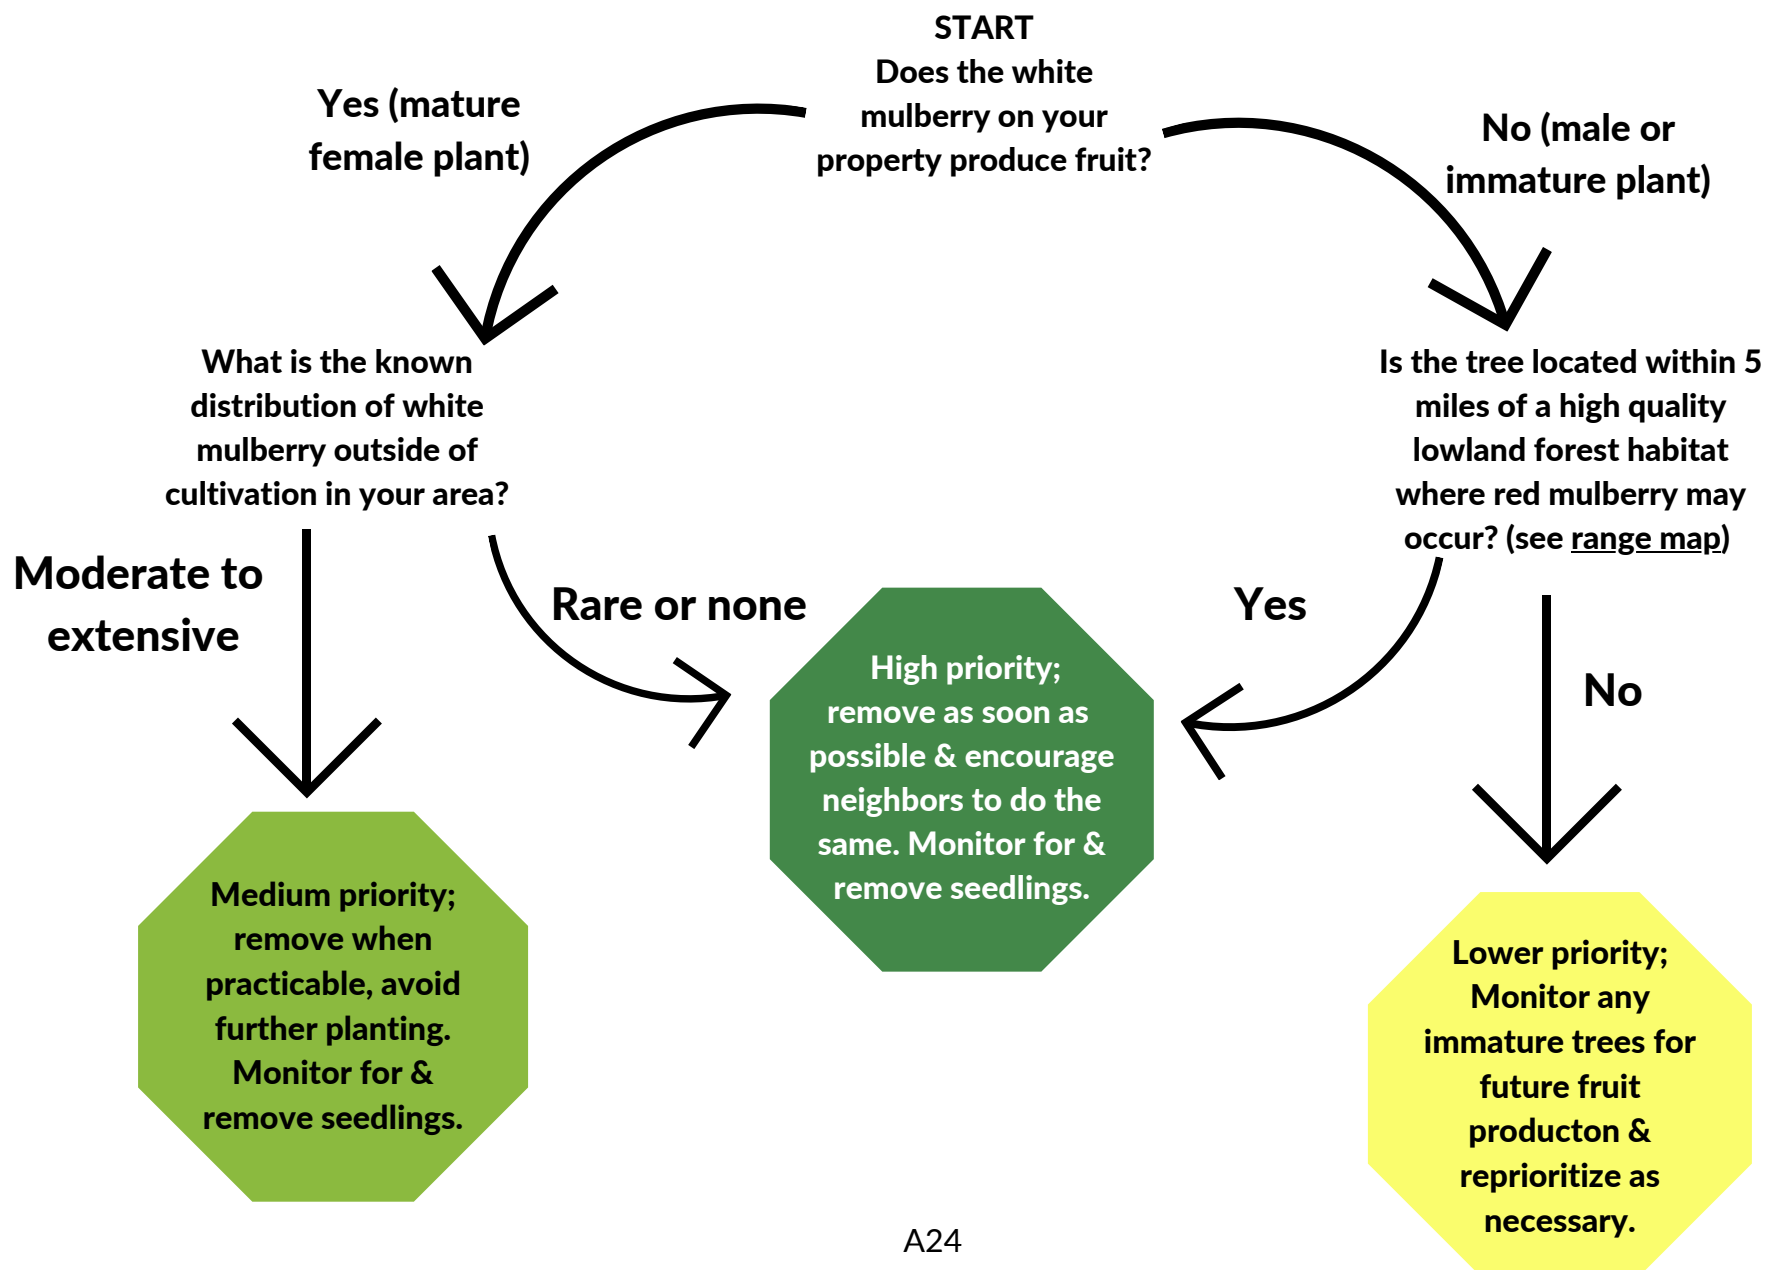 START
Does the white
mulberry on your
property produce fruit?
Yes (mature
female plant)
No (male or
immature plant)
What is the known
distribution of white
mulberry outside of
cultivation in your area?
Is the tree located within 5
miles of a high quality
lowland forest habitat
where red mulberry may
occur? (see range map)
Moderate to
extensive
Rare or none
Yes
No
High priority;
remove as soon as
possible & encourage
neighbors to do the
same. Monitor for &
remove seedlings.
Medium priority;
remove when
practicable, avoid
further planting.
Monitor for &
remove seedlings.
Lower priority;
Monitor any
immature trees for
future fruit
producton &
reprioritize as
necessary.
A24